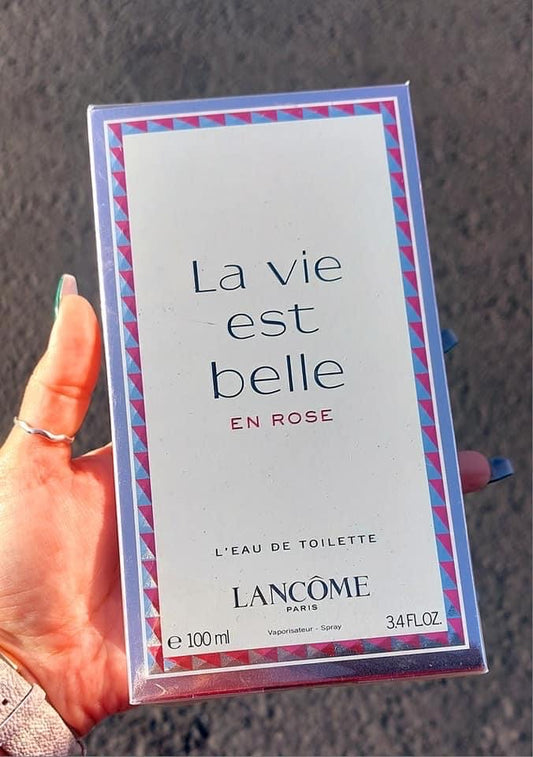 La vie
est
belle
EN ROSE
L'EAU DE TOILETTE
LANCÔME
PARIS
℮ 100 ml
Vaporisateur - Spray
3.4 FL.OZ.